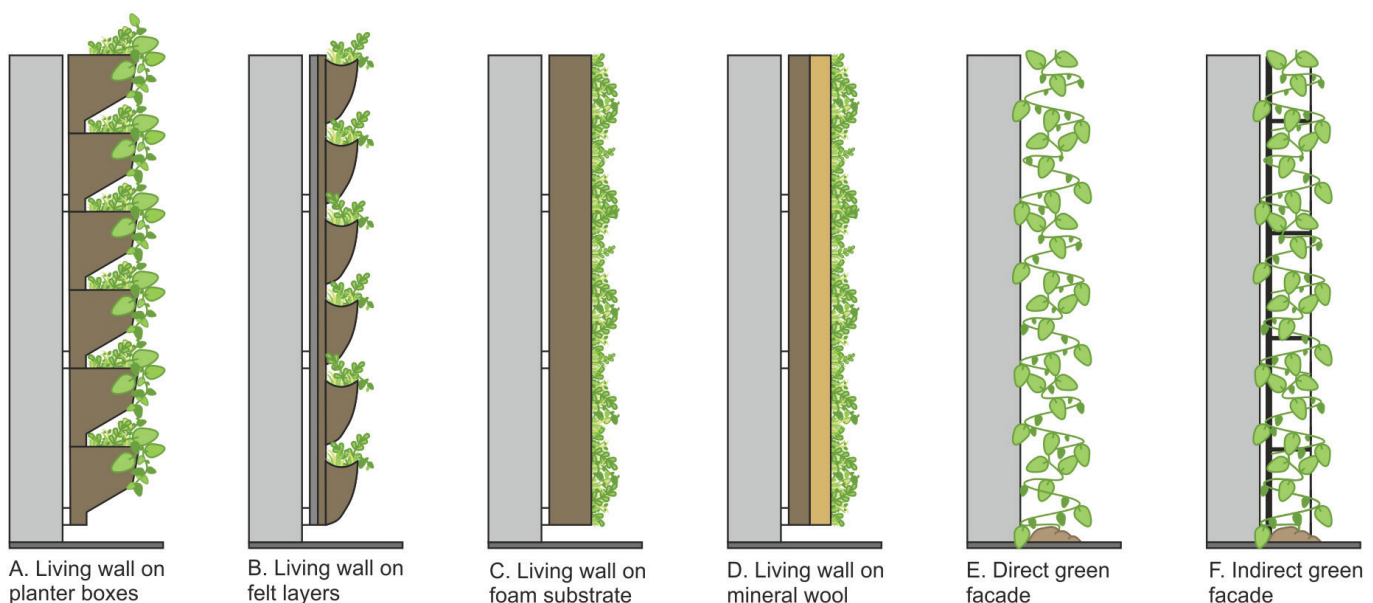 A. Living wall on
planter boxes
B. Living wall on
felt layers
C. Living wall on
foam substrate
D. Living wall on
mineral wool
E. Direct green
facade
F. Indirect green
facade